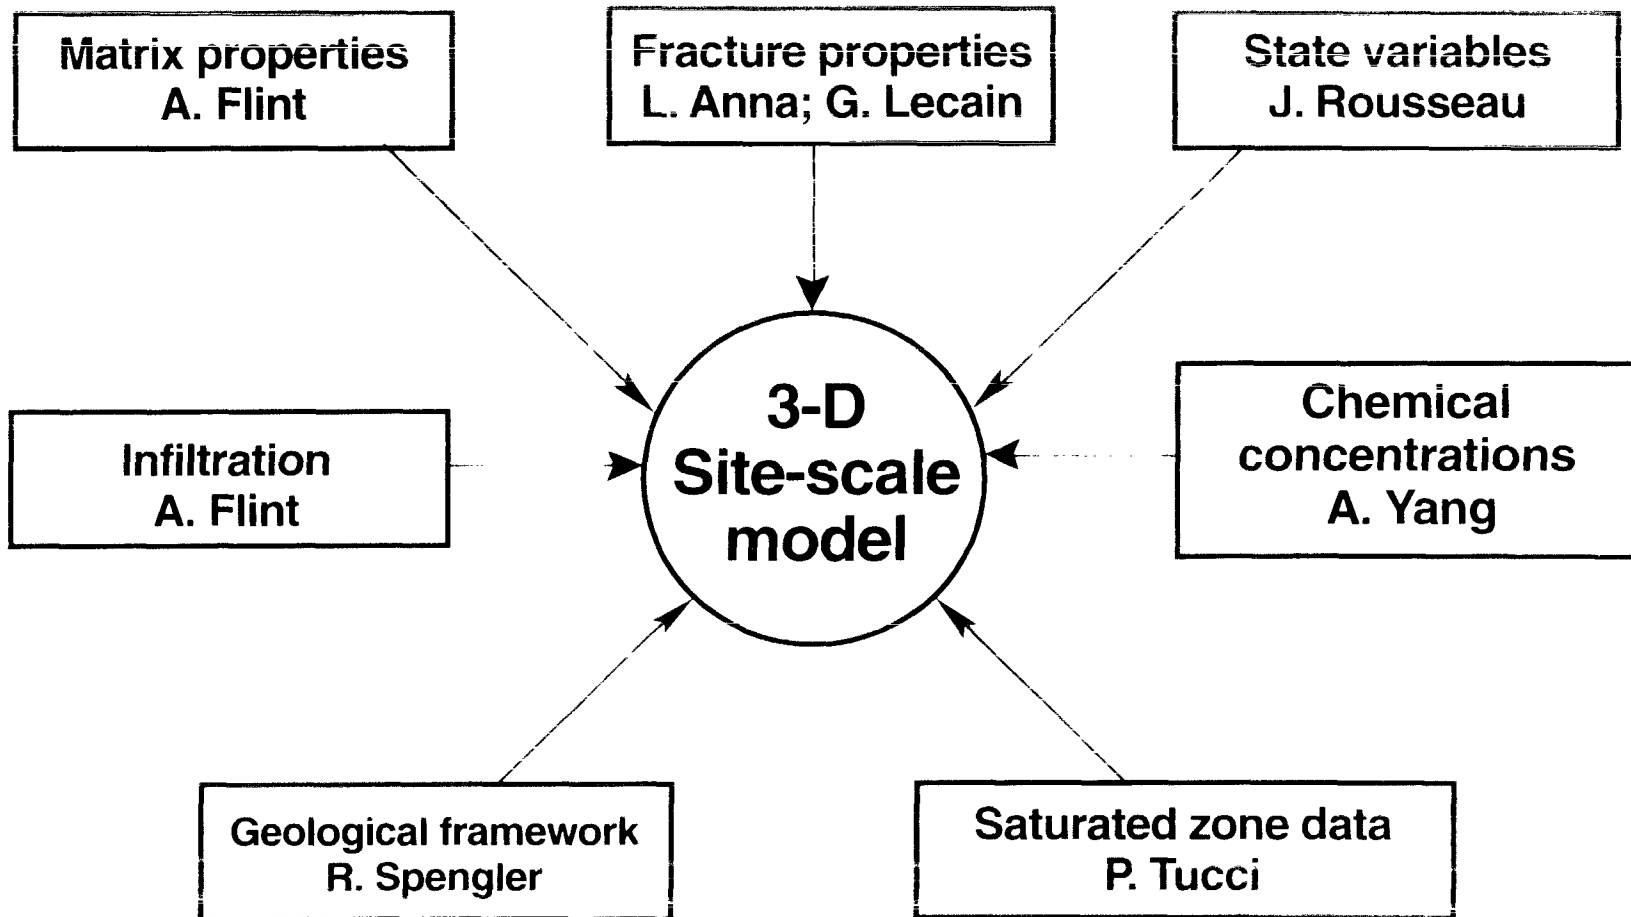 Matrix properties
A. Flint
Fracture properties
L. Anna; G. Lecain
State variables
J. Rousseau
Infiltration
A. Flint
3-D
Site-scale
model
Chemical
concentrations
A. Yang
Geological framework
R. Spengler
Saturated zone data
P. Tucci